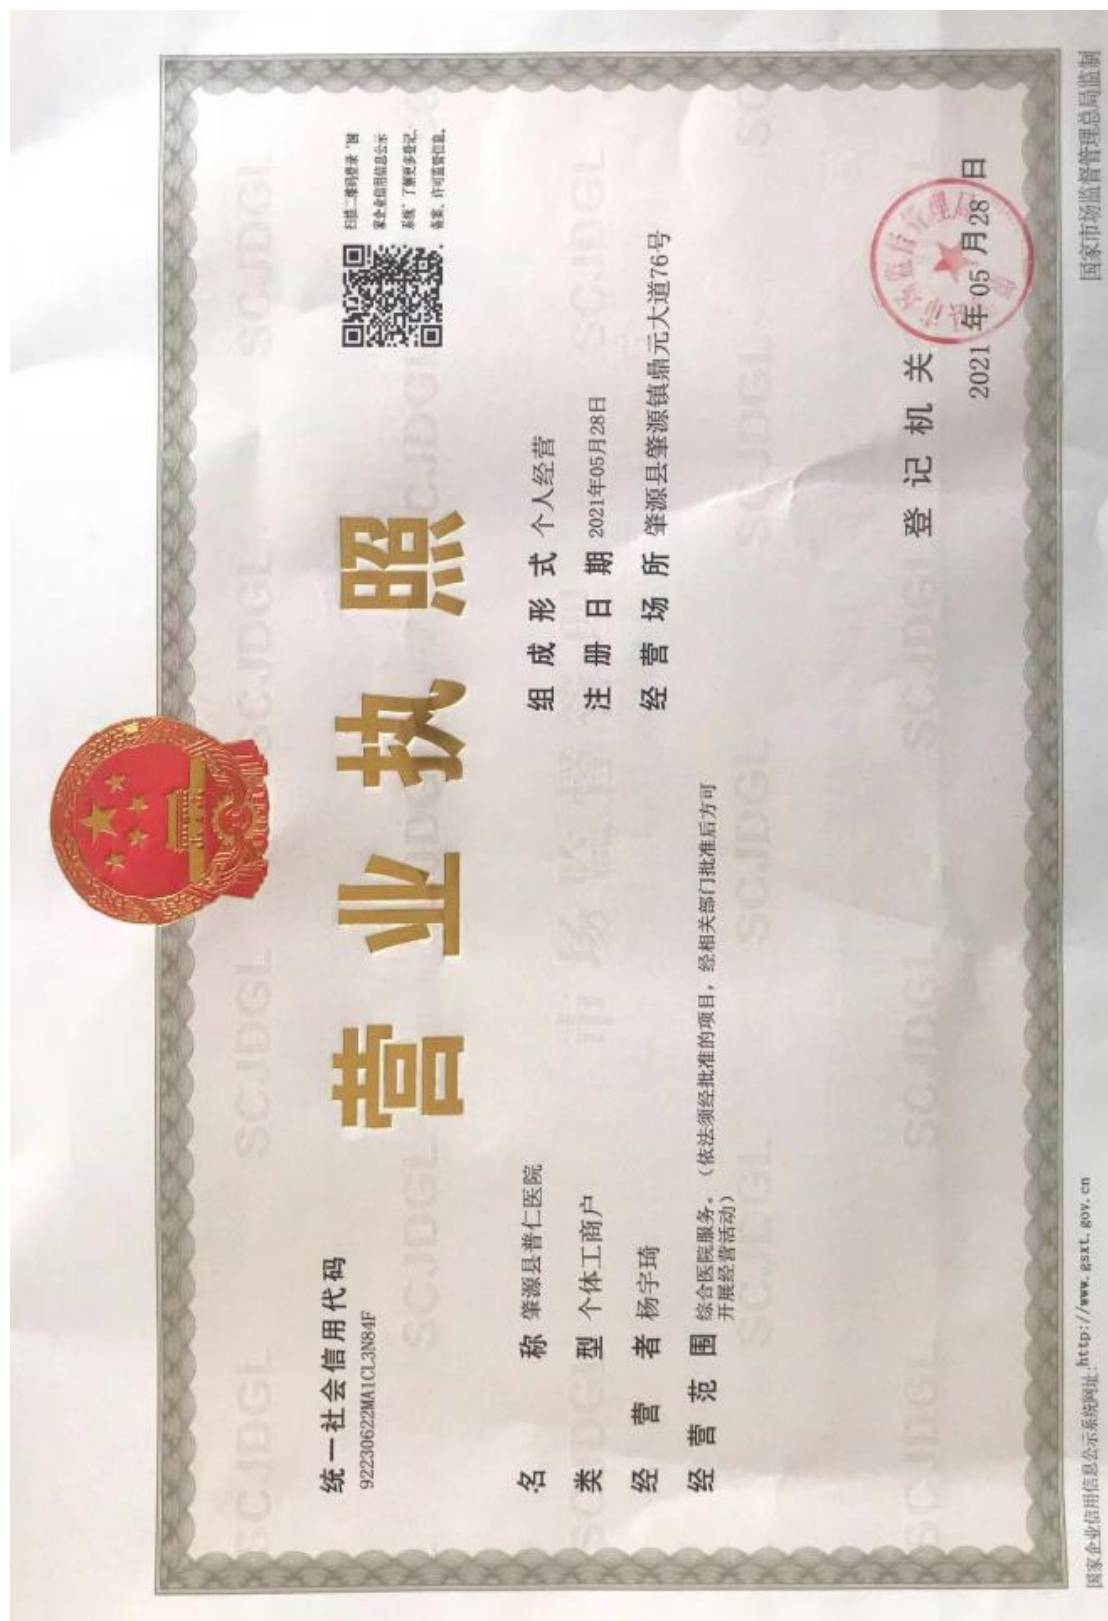 统一社会信用代码
92230622MA1CL3N84F
营业执照
扫描二维码登录“国
家企业信用信息公示
系统”了解更多登记、
备案、许可监管信息。
名称 肇源县普仁医院
类型 个体工商户
经营者 杨宇琦
经营范围 综合医院服务。（依法须经批准的项目，经相关部门批准后方可
开展经营活动）
组成形式 个人经营
注册日期 2021年05月28日
经营场所 肇源县肇源镇鼎元大道76号
登记机关
2021年05月28日
国家企业信用信息公示系统网址：http://www.gsxt.gov.cn
国家市场监督管理总局监制
SCJDGL
市场监督管理